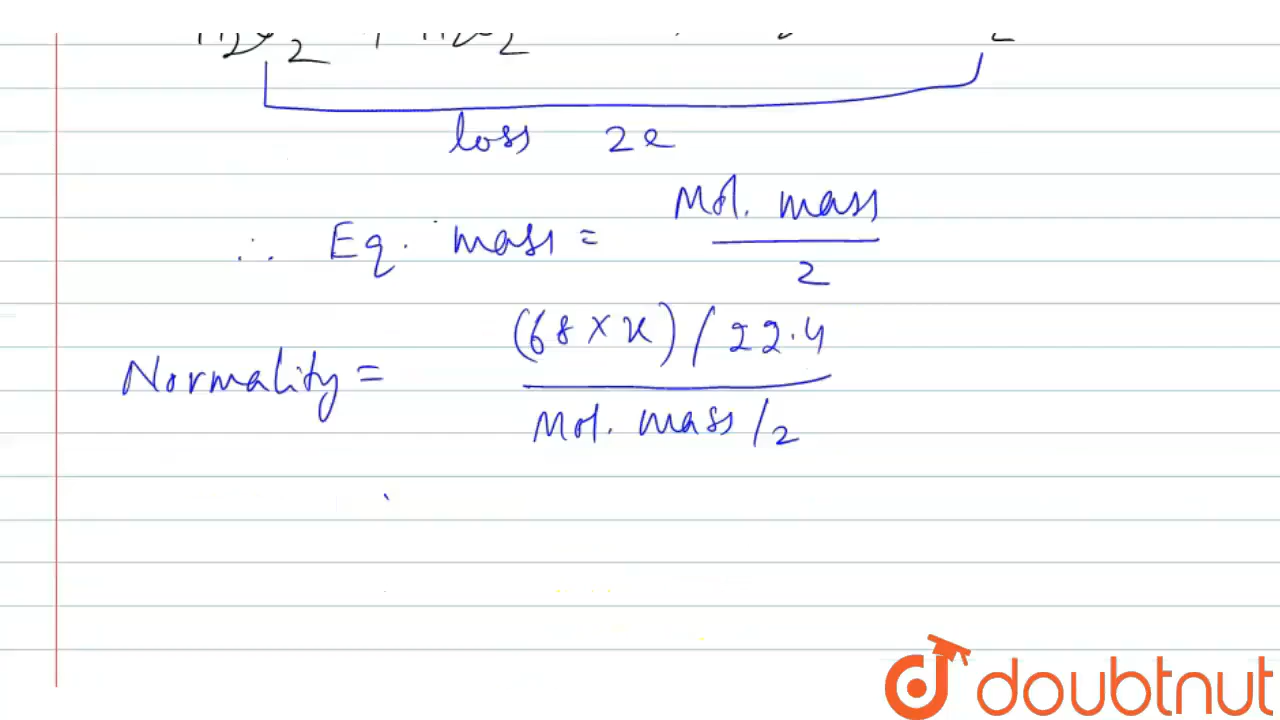 loss 2e
∴ Eq. mass = Mol. mass / 2
Normality = (68 × x) / 22.4
Mol. mass / 2
doubtnut